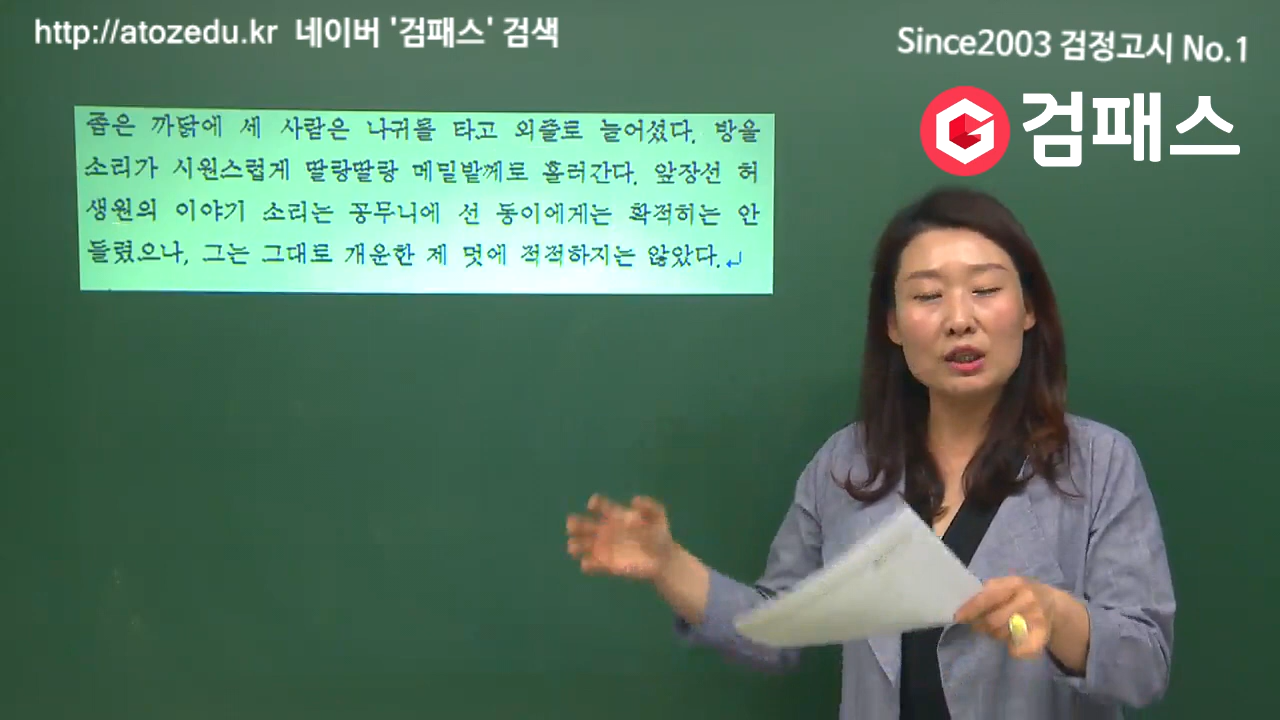 http://atozedu.kr 네이버 '검패스' 검색
Since2003 검정고시 No.1
검패스
좁은 까닭에 세 사람은 나귀를 타고 외줄로 늘어섰다. 방울
소리가 시원스럽게 딸랑딸랑 메밀밭께로 흘러간다. 앞장선 허
생원의 이야기 소리는 꽁무니에 선 동이에게는 확적히는 안
들렸으나, 그는 그대로 개운한 제 멋에 적적하지는 않았다.↵